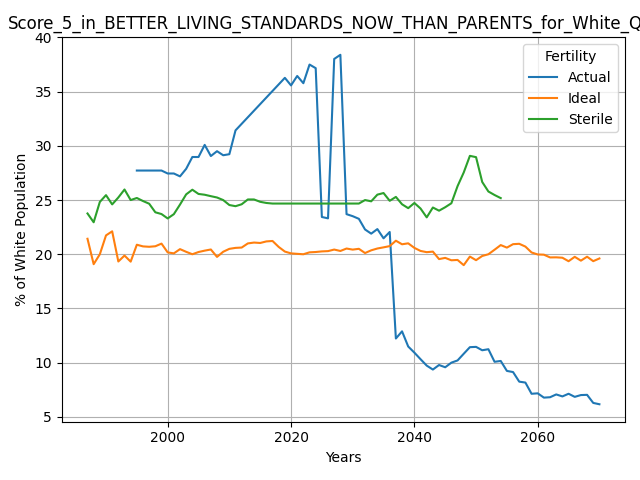 Score_5_in_BETTER_LIVING_STANDARDS_NOW_THAN_PARENTS_for_White_Q
Fertility
Actual
Ideal
Sterile
% of White Population
40
35
30
25
20
15
10
5
2000 2020 2040 2060
Years